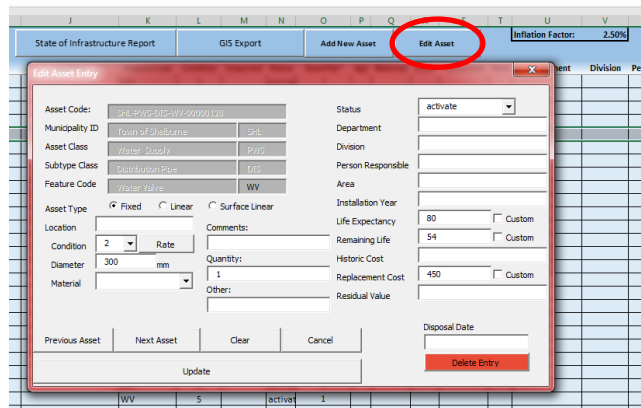 J K L M N O P Q R S T U V
State of Infrastructure Report GIS Export Add New Asset Edit Asset Inflation Factor: 2.50%
Division Pe
Edit Asset Entry
Asset Code: SHL-PWS-DIS-WV-00000128 Status activate
Municipality ID Town of Shelburne SHL Department
Asset Class Water Supply PWS Division
Subtype Class Distribution Pipe DIS Person Responsible
Feature Code Water Valve WV Area
Asset Type Fixed Linear Surface Linear Installation Year
Location Comments: Life Expectancy 80 Custom
Condition 2 Rate Remaining Life 54 Custom
Diameter 300 mm Quantity: 1 Historic Cost
Material Other: Replacement Cost 450 Custom
Residual Value
Previous Asset Next Asset Clear Cancel Disposal Date
Update Delete Entry
WV 5 activat 1